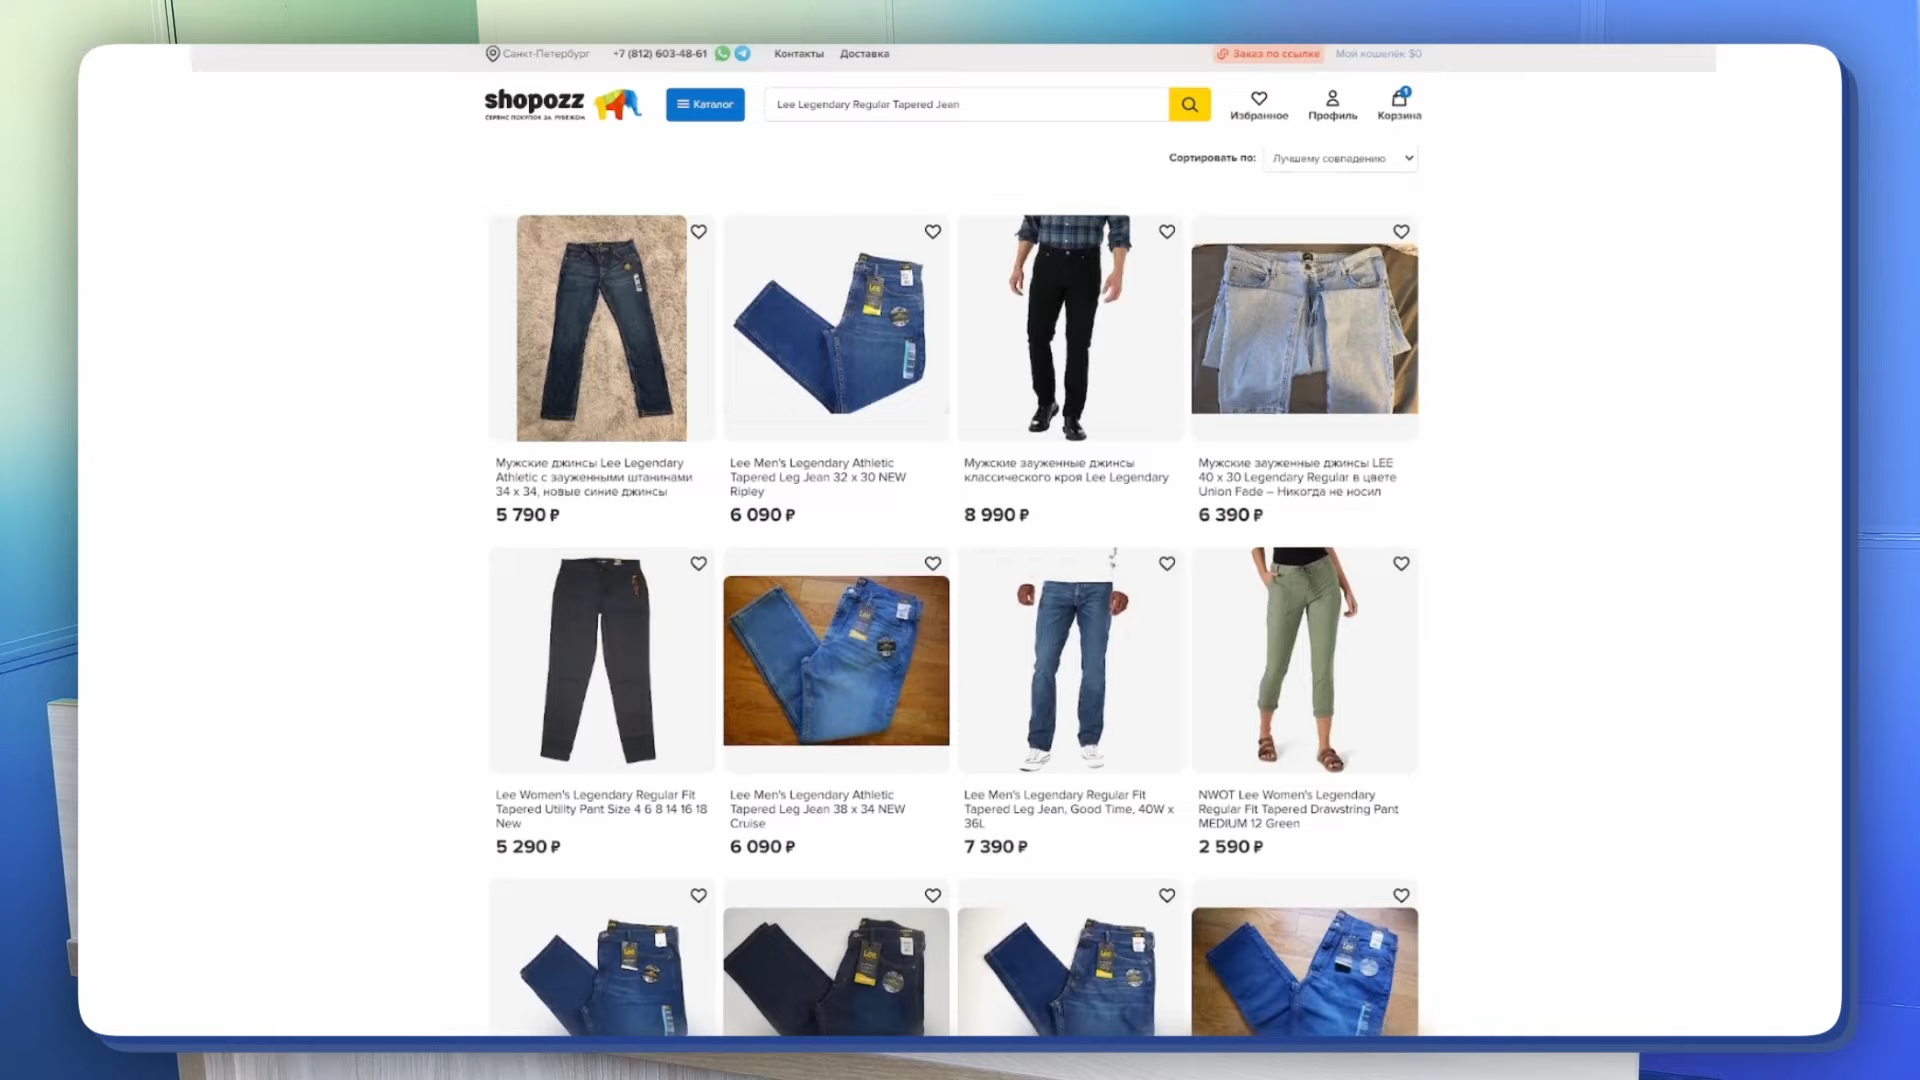 Санкт-Петербург +7 (812) 603-48-61 Контакты Доставка Заказ по ссылке Мой кошелёк $0
shopozz
СЕРВИС ПОКУПОК ЗА РУБЕЖОМ
Каталог
Lee Legendary Regular Tapered Jean
Избранное Профиль 1 Корзина
Сортировать по: Лучшему совпадению
Мужские джинсы Lee Legendary
Athletic с зауженными штанинами
34 x 34, новые синие джинсы
5 790 ₽
Lee Men's Legendary Athletic
Tapered Leg Jean 32 x 30 NEW
Ripley
6 090 ₽
Мужские зауженные джинсы
классического кроя Lee Legendary
8 990 ₽
Мужские зауженные джинсы LEE
40 x 30 Legendary Regular в цвете
Union Fade – Никогда не носил
6 390 ₽
Lee Women's Legendary Regular Fit
Tapered Utility Pant Size 4 6 8 14 16 18
New
5 290 ₽
Lee Men's Legendary Athletic
Tapered Leg Jean 38 x 34 NEW
Cruise
6 090 ₽
Lee Men's Legendary Regular Fit
Tapered Leg Jean, Good Time, 40W x
36L
7 390 ₽
NWOT Lee Women's Legendary
Regular Fit Tapered Drawstring Pant
MEDIUM 12 Green
2 590 ₽